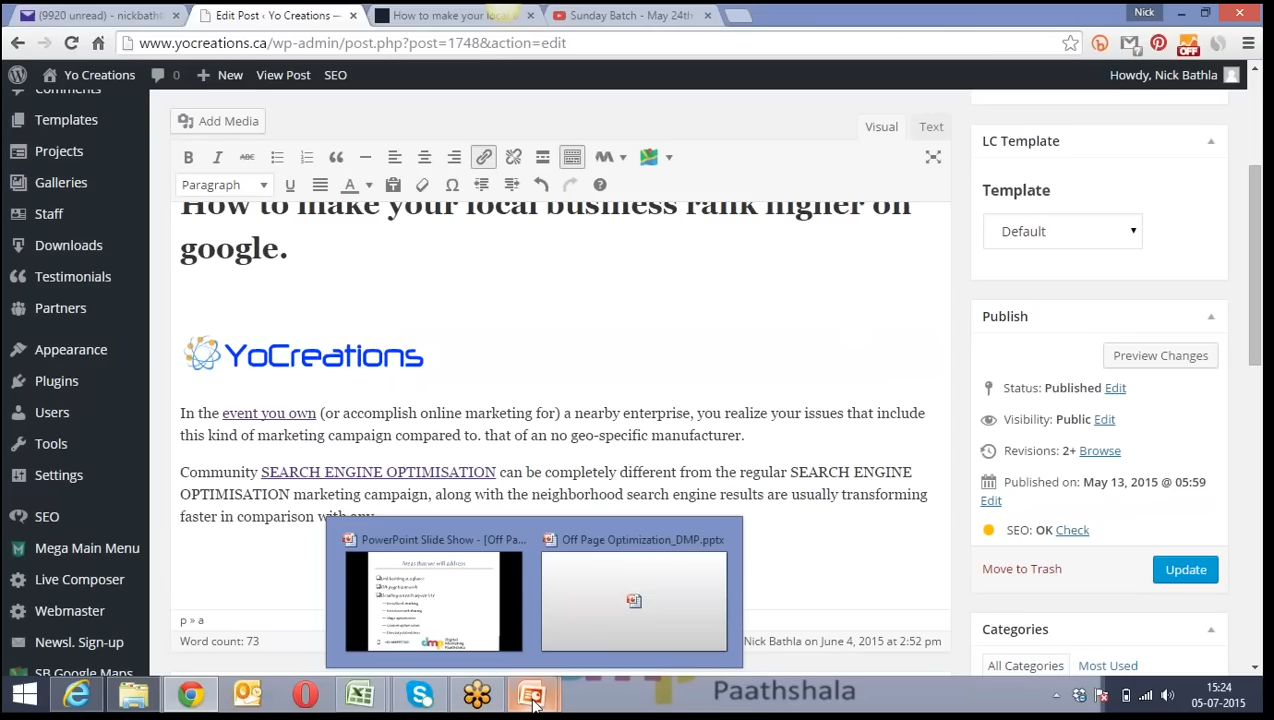 (9920 unread) - nickbath
Edit Post ‹ Yo Creations —
How to make your local b
Sunday Batch - May 24th
Nick
www.yocreations.ca/wp-admin/post.php?post=1748&action=edit
OFF
Yo Creations
New
View Post
SEO
Howdy, Nick Bathla
Comments
Templates
Projects
Galleries
Staff
Downloads
Testimonials
Partners
Appearance
Plugins
Users
Tools
Settings
SEO
Mega Main Menu
Live Composer
Webmaster
Newsl. Sign-up
SB Google Maps
Add Media
Visual
Text
B I ABC
Paragraph
How to make your local business rank higher on
google.
YoCreations
In the event you own (or accomplish online marketing for) a nearby enterprise, you realize your issues that include
this kind of marketing campaign compared to. that of an no geo-specific manufacturer.
Community SEARCH ENGINE OPTIMISATION can be completely different from the regular SEARCH ENGINE
OPTIMISATION marketing campaign, along with the neighborhood search engine results are usually transforming
faster in comparison with any
p » a
Word count: 73
Nick Bathla on June 4, 2015 at 2:52 pm
PowerPoint Slide Show - [Off Pa...
Off Page Optimization_DMP.pptx
Areas that we will address
LC Template
Template
Default
Publish
Preview Changes
Status: Published Edit
Visibility: Public Edit
Revisions: 2+ Browse
Published on: May 13, 2015 @ 05:59
Edit
SEO: OK Check
Move to Trash
Update
Categories
All Categories
Most Used
Paathshala
15:24
05-07-2015